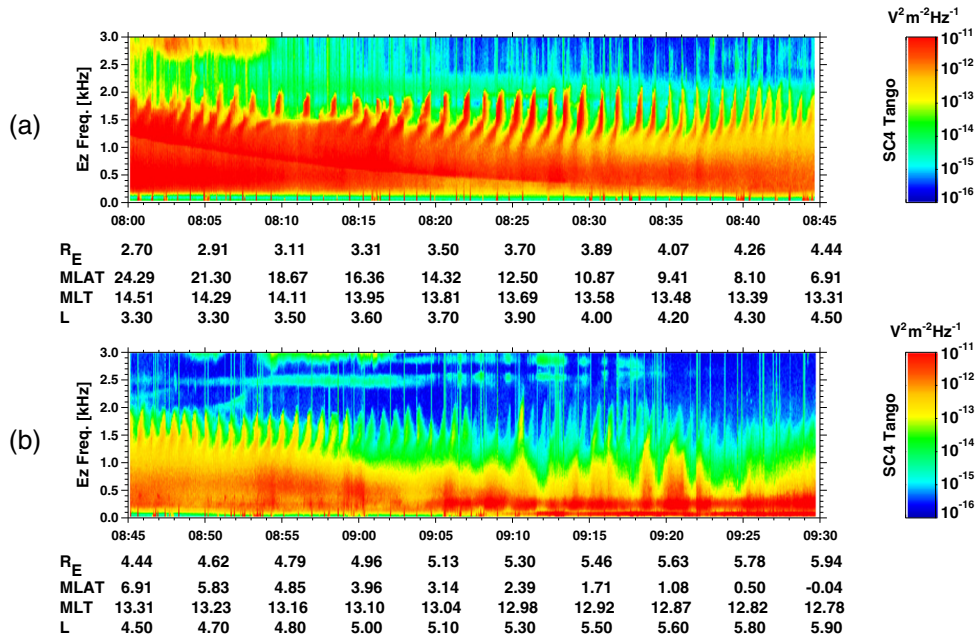 V²m⁻²Hz⁻¹
(a)
Ez Freq. [kHz]
3.0
2.5
2.0
1.5
1.0
0.5
0.0
08:00 08:05 08:10 08:15 08:20 08:25 08:30 08:35 08:40 08:45
SC4 Tango
10⁻¹¹
10⁻¹²
10⁻¹³
10⁻¹⁴
10⁻¹⁵
10⁻¹⁶
R_E 2.70 2.91 3.11 3.31 3.50 3.70 3.89 4.07 4.26 4.44
MLAT 24.29 21.30 18.67 16.36 14.32 12.50 10.87 9.41 8.10 6.91
MLT 14.51 14.29 14.11 13.95 13.81 13.69 13.58 13.48 13.39 13.31
L 3.30 3.30 3.50 3.60 3.70 3.90 4.00 4.20 4.30 4.50
V²m⁻²Hz⁻¹
(b)
Ez Freq. [kHz]
3.0
2.5
2.0
1.5
1.0
0.5
0.0
08:45 08:50 08:55 09:00 09:05 09:10 09:15 09:20 09:25 09:30
SC4 Tango
10⁻¹¹
10⁻¹²
10⁻¹³
10⁻¹⁴
10⁻¹⁵
10⁻¹⁶
R_E 4.44 4.62 4.79 4.96 5.13 5.30 5.46 5.63 5.78 5.94
MLAT 6.91 5.83 4.85 3.96 3.14 2.39 1.71 1.08 0.50 -0.04
MLT 13.31 13.23 13.16 13.10 13.04 12.98 12.92 12.87 12.82 12.78
L 4.50 4.70 4.80 5.00 5.10 5.30 5.50 5.60 5.80 5.90